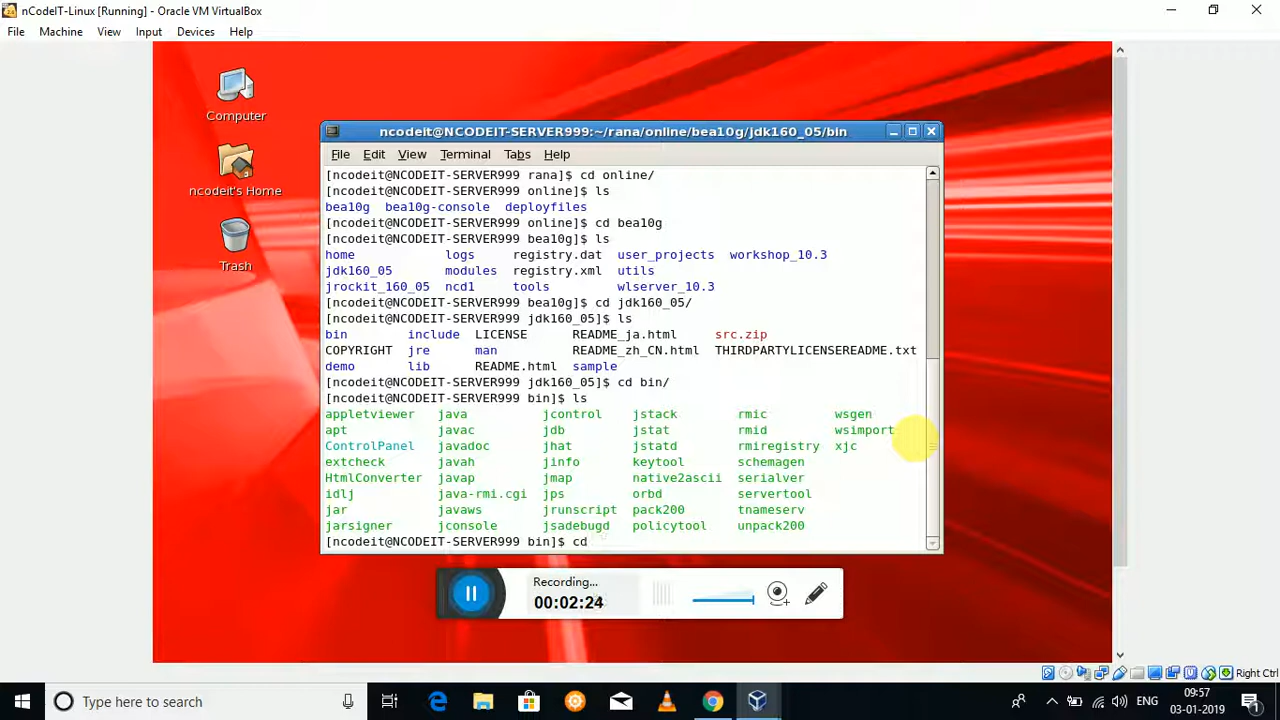 nCodeIT-Linux [Running] - Oracle VM VirtualBox
File Machine View Input Devices Help
Computer
ncodeit's Home
Trash
ncodeit@NCODEIT-SERVER999:~/rana/online/bea10g/jdk160_05/bin
File Edit View Terminal Tabs Help
[ncodeit@NCODEIT-SERVER999 rana]$ cd online/
[ncodeit@NCODEIT-SERVER999 online]$ ls
bea10g bea10g-console deployfiles
[ncodeit@NCODEIT-SERVER999 online]$ cd bea10g
[ncodeit@NCODEIT-SERVER999 bea10g]$ ls
home logs registry.dat user_projects workshop_10.3
jdk160_05 modules registry.xml utils
jrockit_160_05 ncd1 tools wlserver_10.3
[ncodeit@NCODEIT-SERVER999 bea10g]$ cd jdk160_05/
[ncodeit@NCODEIT-SERVER999 jdk160_05]$ ls
bin include LICENSE README_ja.html src.zip
COPYRIGHT jre man README_zh_CN.html THIRDPARTYLICENSEREADME.txt
demo lib README.html sample
[ncodeit@NCODEIT-SERVER999 jdk160_05]$ cd bin/
[ncodeit@NCODEIT-SERVER999 bin]$ ls
appletviewer java jcontrol jstack rmic wsgen
apt javac jdb jstat rmid wsimport
ControlPanel javadoc jhat jstatd rmiregistry xjc
extcheck javah jinfo keytool schemagen
HtmlConverter javap jmap native2ascii serialver
idlj java-rmi.cgi jps orbd servertool
jar javaws jrunscript pack200 tnameserv
jarsigner jconsole jsadebugd policytool unpack200
[ncodeit@NCODEIT-SERVER999 bin]$ cd
Recording...
00:02:24
Right Ctrl
Type here to search
ENG
09:57
03-01-2019
1